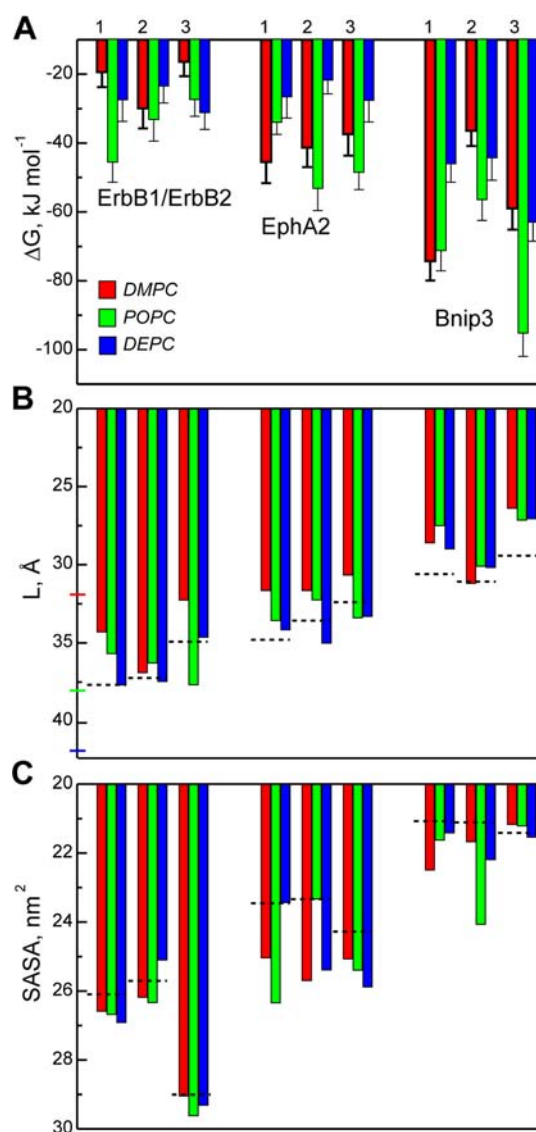 A
1 2 3 1 2 3 1 2 3
-20
-40
-60
-80
-100
ΔG, kJ mol⁻¹
ErbB1/ErbB2
EphA2
Bnip3
DMPC
POPC
DEPC
B
20
25
30
35
40
L, Å
C
20
22
24
26
28
30
SASA, nm²